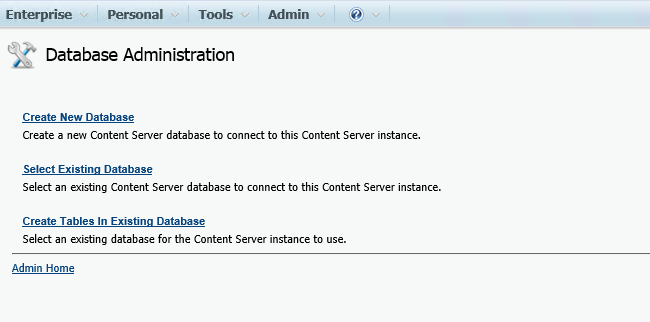 Enterprise Personal Tools Admin ?
Database Administration
Create New Database
Create a new Content Server database to connect to this Content Server instance.
Select Existing Database
Select an existing Content Server database to connect to this Content Server instance.
Create Tables In Existing Database
Select an existing database for the Content Server instance to use.
Admin Home